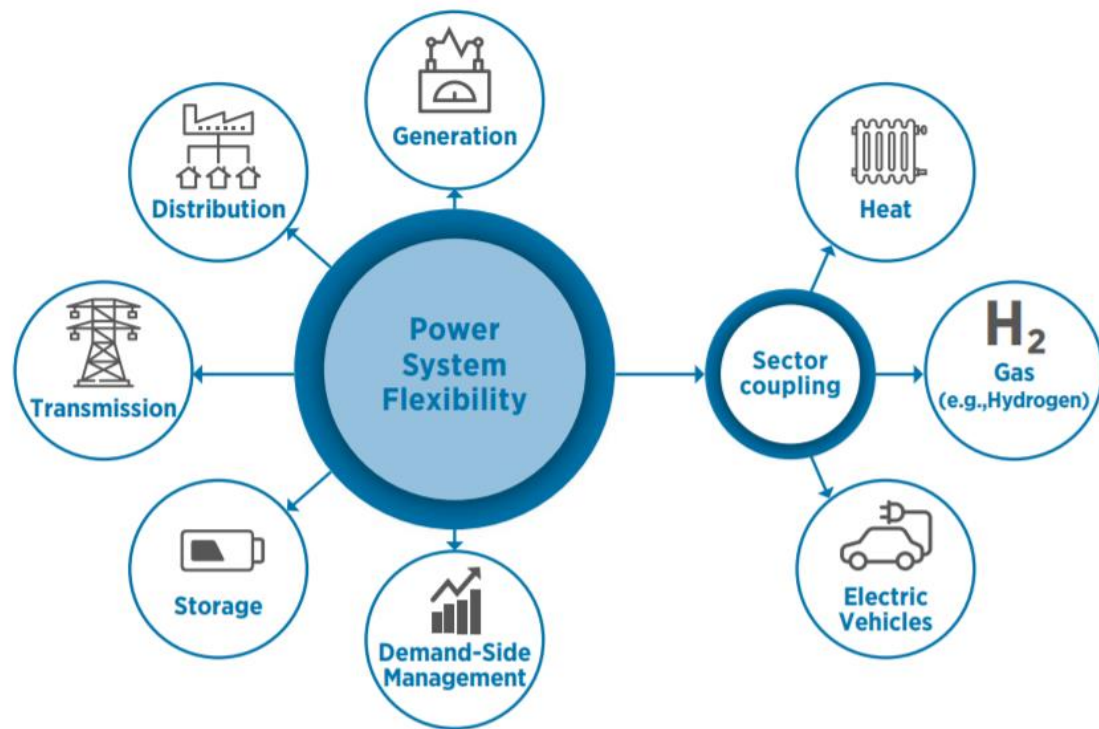 Generation
Distribution
Transmission
Storage
Demand-Side
Management
Power
System
Flexibility
Sector
coupling
Heat
H₂
Gas
(e.g.,Hydrogen)
Electric
Vehicles